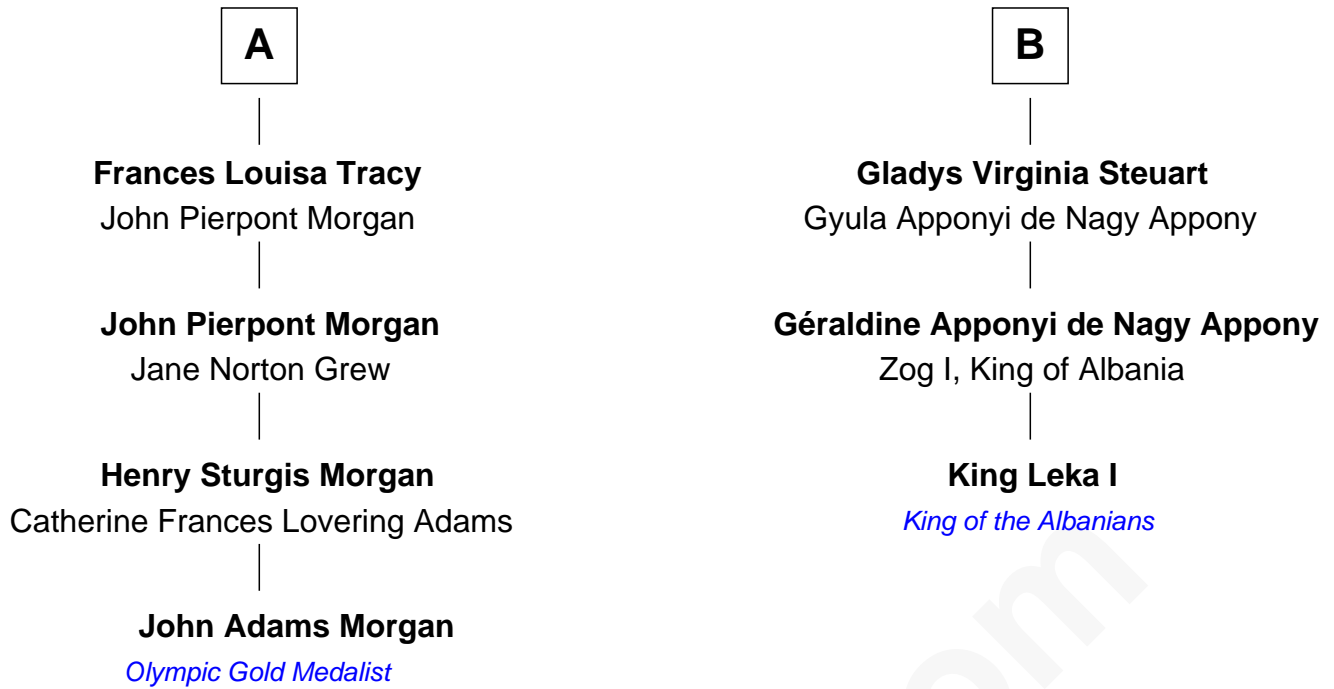 A
Frances Louisa Tracy
John Pierpont Morgan
John Pierpont Morgan
Jane Norton Grew
Henry Sturgis Morgan
Catherine Frances Lovering Adams
John Adams Morgan
Olympic Gold Medalist
B
Gladys Virginia Steuart
Gyula Apponyi de Nagy Appony
Géraldine Apponyi de Nagy Appony
Zog I, King of Albania
King Leka I
King of the Albanians
om